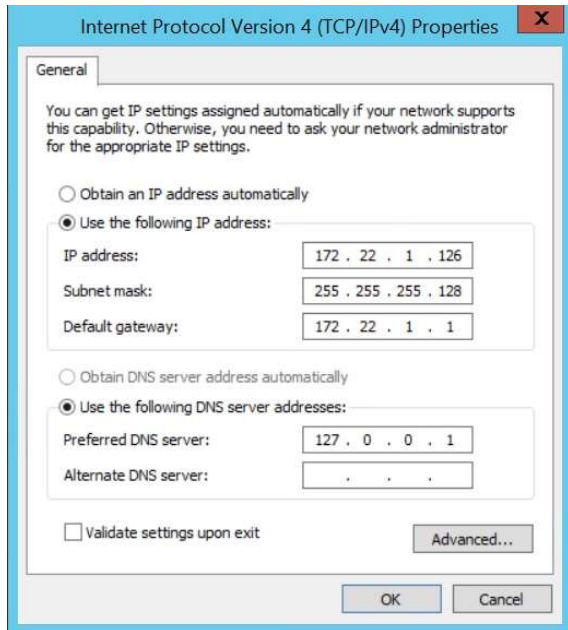 Internet Protocol Version 4 (TCP/IPv4) Properties
X
General
You can get IP settings assigned automatically if your network supports
this capability. Otherwise, you need to ask your network administrator
for the appropriate IP settings.
Obtain an IP address automatically
Use the following IP address:
IP address: 172 . 22 . 1 . 126
Subnet mask: 255 . 255 . 255 . 128
Default gateway: 172 . 22 . 1 . 1
Obtain DNS server address automatically
Use the following DNS server addresses:
Preferred DNS server: 127 . 0 . 0 . 1
Alternate DNS server: . . .
Validate settings upon exit
Advanced...
OK Cancel